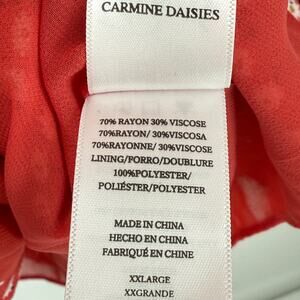 CARMINE DAISIES
70% RAYON 30% VISCOSE
70%RAYON/ 30%VISCOSA
70%RAYONNE/ 30%VISCOSE
LINING/FORRO/DOUBLURE
100%POLYESTER/
POLIÉSTER/POLYESTER
MADE IN CHINA
HECHO EN CHINA
FABRIQUÉ EN CHINE
XXLARGE
XXGRANDE